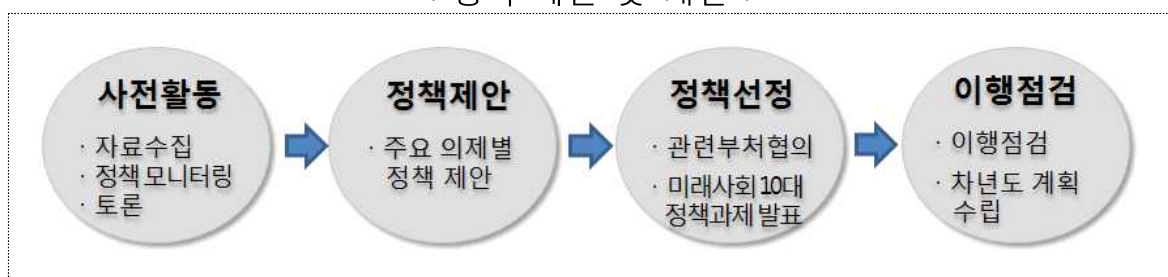 사전활동
· 자료수집
· 정책 모니터링
· 토론
정책제안
· 주요 의제별
정책 제안
정책선정
· 관련부처협의
· 미래사회 10대
정책과제 발표
이행점검
· 이행점검
· 차년도 계획
수립